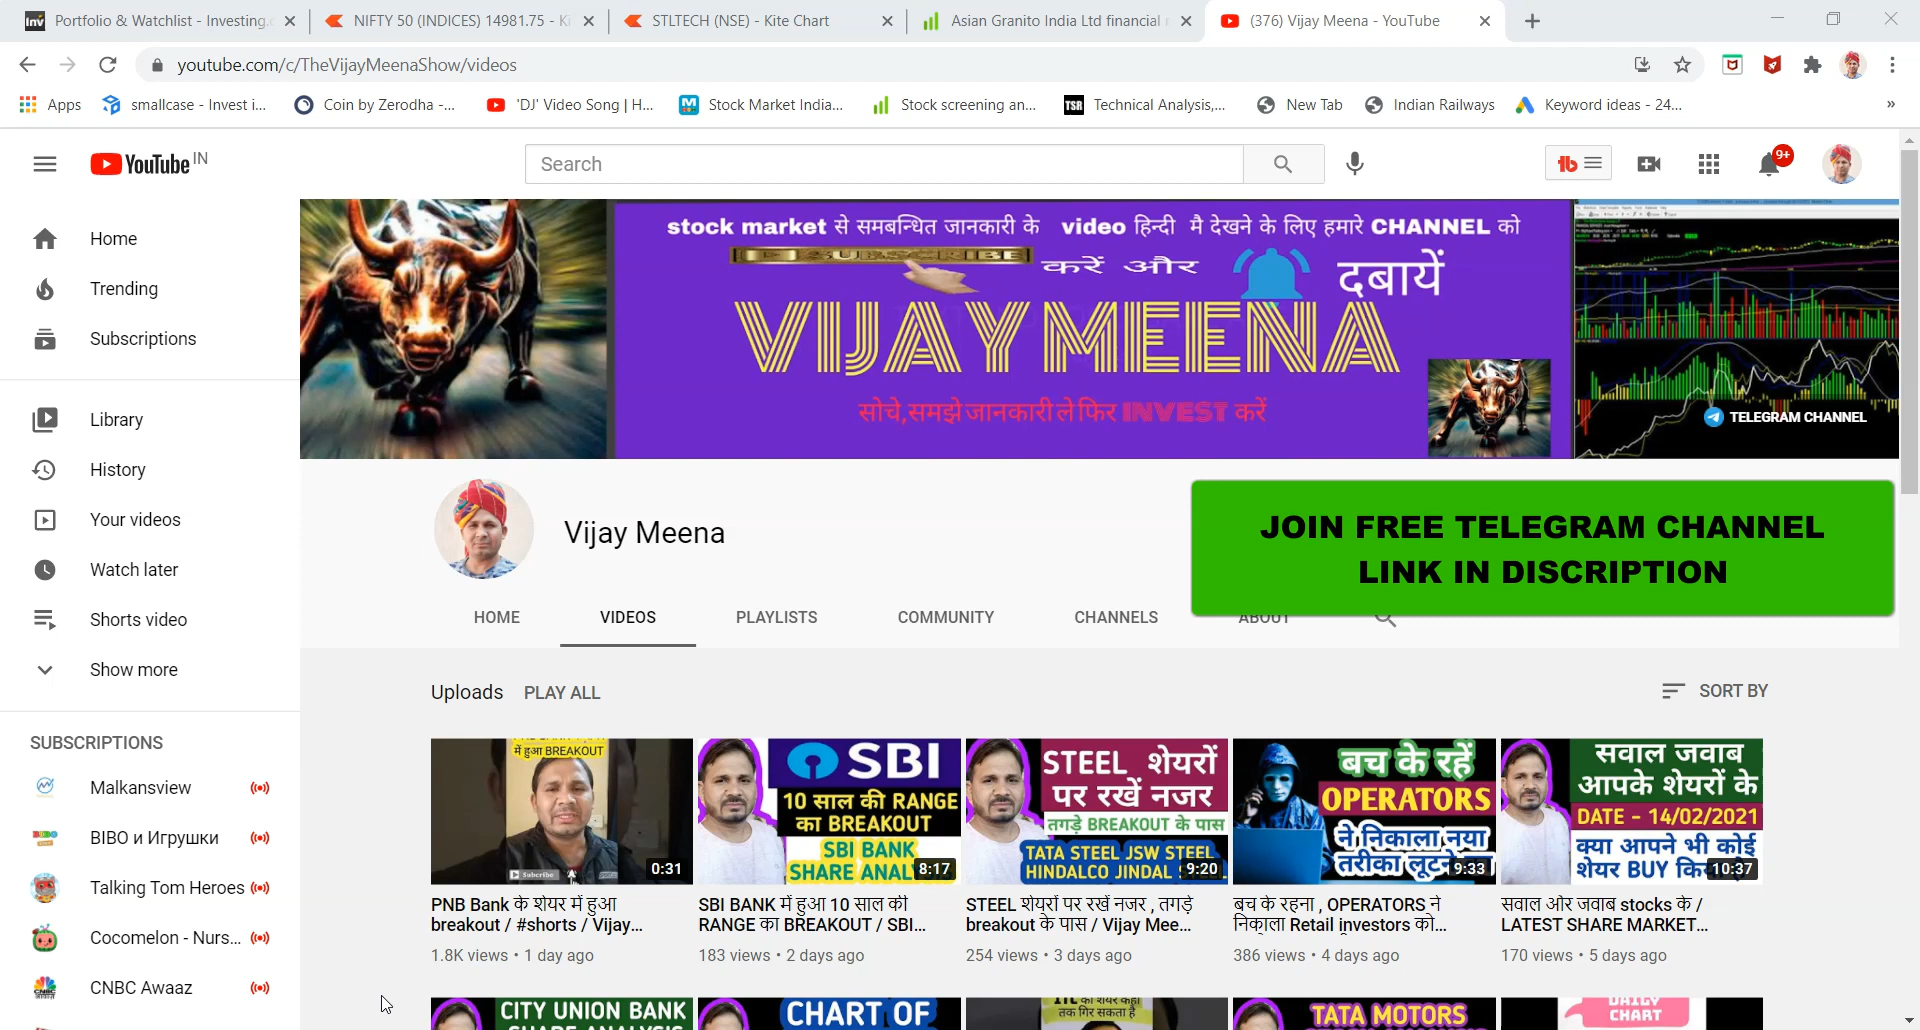 Portfolio & Watchlist - Investing.c
NIFTY 50 (INDICES) 14981.75 - Ki
STLTECH (NSE) - Kite Chart
Asian Granito India Ltd financial r
(376) Vijay Meena - YouTube
youtube.com/c/TheVijayMeenaShow/videos
Apps
smallcase - Invest i...
Coin by Zerodha -...
'DJ' Video Song | H...
Stock Market India...
Stock screening an...
TSR
Technical Analysis,...
New Tab
Indian Railways
Keyword ideas - 24...
»
YouTube IN
Search
9+
Home
Trending
Subscriptions
Library
History
Your videos
Watch later
Shorts video
Show more
SUBSCRIPTIONS
Malkansview
BIBO и Игрушки
Talking Tom Heroes
Cocomelon - Nurs...
CNBC Awaaz
stock market से समबन्धित जानकारी के video हिन्दी मै देखने के लिए हमारे CHANNEL को
SUBSCRIBE करें और दबायें
VIJAY MEENA
सोचे,समझे जानकारी ले फिर INVEST करें
TELEGRAM CHANNEL
Vijay Meena
JOIN FREE TELEGRAM CHANNEL
LINK IN DISCRIPTION
HOME
VIDEOS
PLAYLISTS
COMMUNITY
CHANNELS
ABOUT
Uploads PLAY ALL
SORT BY
में हुआ BREAKOUT
Subcribe
0:31
PNB Bank के शेयर में हुआ
breakout / #shorts / Vijay...
1.8K views • 1 day ago
SBI
10 साल की RANGE
का BREAKOUT
SBI BANK
SHARE ANAL
8:17
SBI BANK में हुआ 10 साल की
RANGE का BREAKOUT / SBI...
183 views • 2 days ago
STEEL शेयरों
पर रखें नजर
तगड़े BREAKOUT के पास
TATA STEEL JSW STEEL
HINDALCO JINDAL
9:20
STEEL शेयरों पर रखें नजर , तगड़े
breakout के पास / Vijay Mee...
254 views • 3 days ago
बच के रहें
OPERATORS
ने निकाला नया
तरीका लूटने
9:33
बच के रहना , OPERATORS ने
निकाला Retail investors को...
386 views • 4 days ago
सवाल जवाब
आपके शेयरों के
DATE - 14/02/2021
क्या आपने भी कोई
शेयर BUY कि
10:37
सवाल और जवाब stocks के /
LATEST SHARE MARKET...
170 views • 5 days ago
CITY UNION BANK
SHARE ANALYSIS
CHART OF
ITC का शेयर कहाँ
तक गिर सकता है
TATA MOTORS
DAILY
CHART